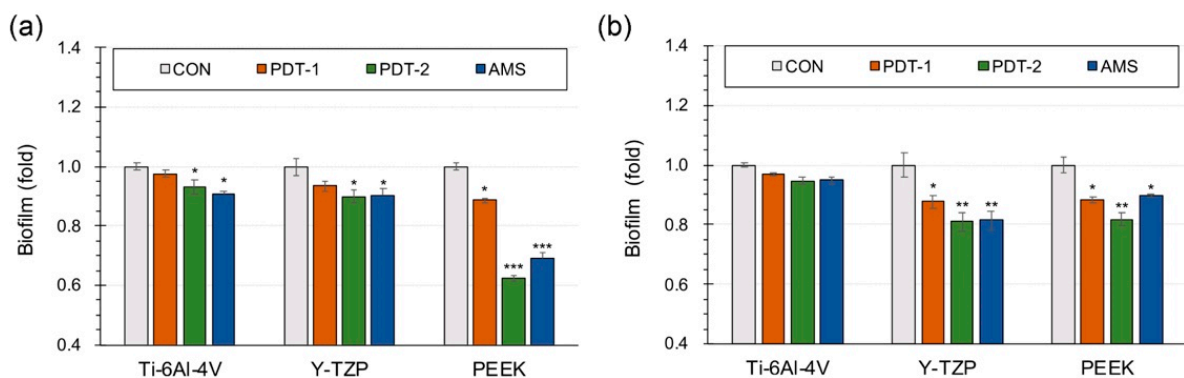 (a)
1.4
CON PDT-1 PDT-2 AMS
1.2
1.0
0.8
0.6
0.4
Biofilm (fold)
* *
* *
*
***
***
Ti-6Al-4V Y-TZP PEEK
(b)
1.4
CON PDT-1 PDT-2 AMS
1.2
1.0
0.8
0.6
0.4
Biofilm (fold)
*
** **
*
**
*
Ti-6Al-4V Y-TZP PEEK